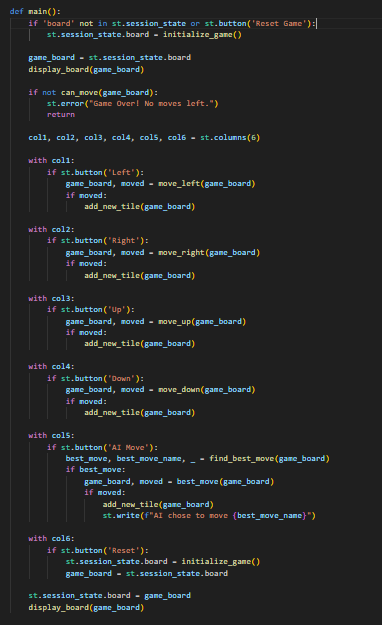 def main():
    if 'board' not in st.session_state or st.button('Reset Game'):
        st.session_state.board = initialize_game()

    game_board = st.session_state.board
    display_board(game_board)

    if not can_move(game_board):
        st.error("Game Over! No moves left.")
        return

    col1, col2, col3, col4, col5, col6 = st.columns(6)

    with col1:
        if st.button('Left'):
            game_board, moved = move_left(game_board)
            if moved:
                add_new_tile(game_board)

    with col2:
        if st.button('Right'):
            game_board, moved = move_right(game_board)
            if moved:
                add_new_tile(game_board)

    with col3:
        if st.button('Up'):
            game_board, moved = move_up(game_board)
            if moved:
                add_new_tile(game_board)

    with col4:
        if st.button('Down'):
            game_board, moved = move_down(game_board)
            if moved:
                add_new_tile(game_board)

    with col5:
        if st.button('AI Move'):
            best_move, best_move_name, _ = find_best_move(game_board)
            if best_move:
                game_board, moved = best_move(game_board)
                if moved:
                    add_new_tile(game_board)
                    st.write(f"AI chose to move {best_move_name}")

    with col6:
        if st.button('Reset'):
            st.session_state.board = initialize_game()
            game_board = st.session_state.board

    st.session_state.board = game_board
    display_board(game_board)